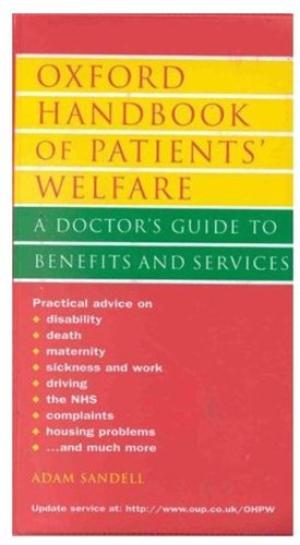 OXFORD
HANDBOOK
OF PATIENTS'
WELFARE
A DOCTOR'S GUIDE TO
BENEFITS AND SERVICES
Practical advice on
◆ disability
◆ death
◆ maternity
◆ sickness and work
◆ driving
◆ the NHS
◆ complaints
◆ housing problems
◆ ...and much more
ADAM SANDELL
Update service at: http://www.oup.co.uk/OHPW